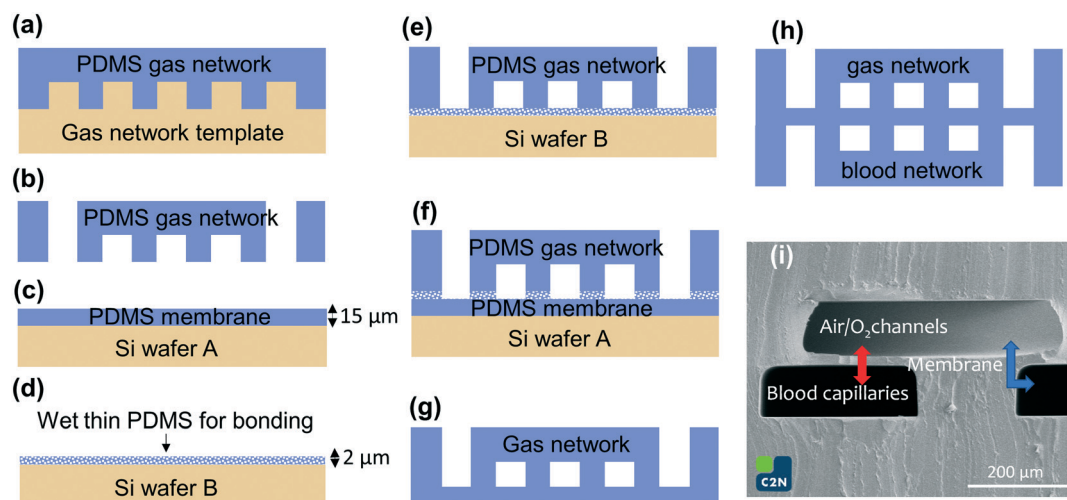 (a)
PDMS gas network
Gas network template
(b)
PDMS gas network
(c)
PDMS membrane
15 μm
Si wafer A
(d)
Wet thin PDMS for bonding
2 μm
Si wafer B
(e)
PDMS gas network
Si wafer B
(f)
PDMS gas network
PDMS membrane
Si wafer A
(g)
Gas network
(h)
gas network
blood network
(i)
Air/O₂channels
Membrane
Blood capillaries
C2N
200 μm